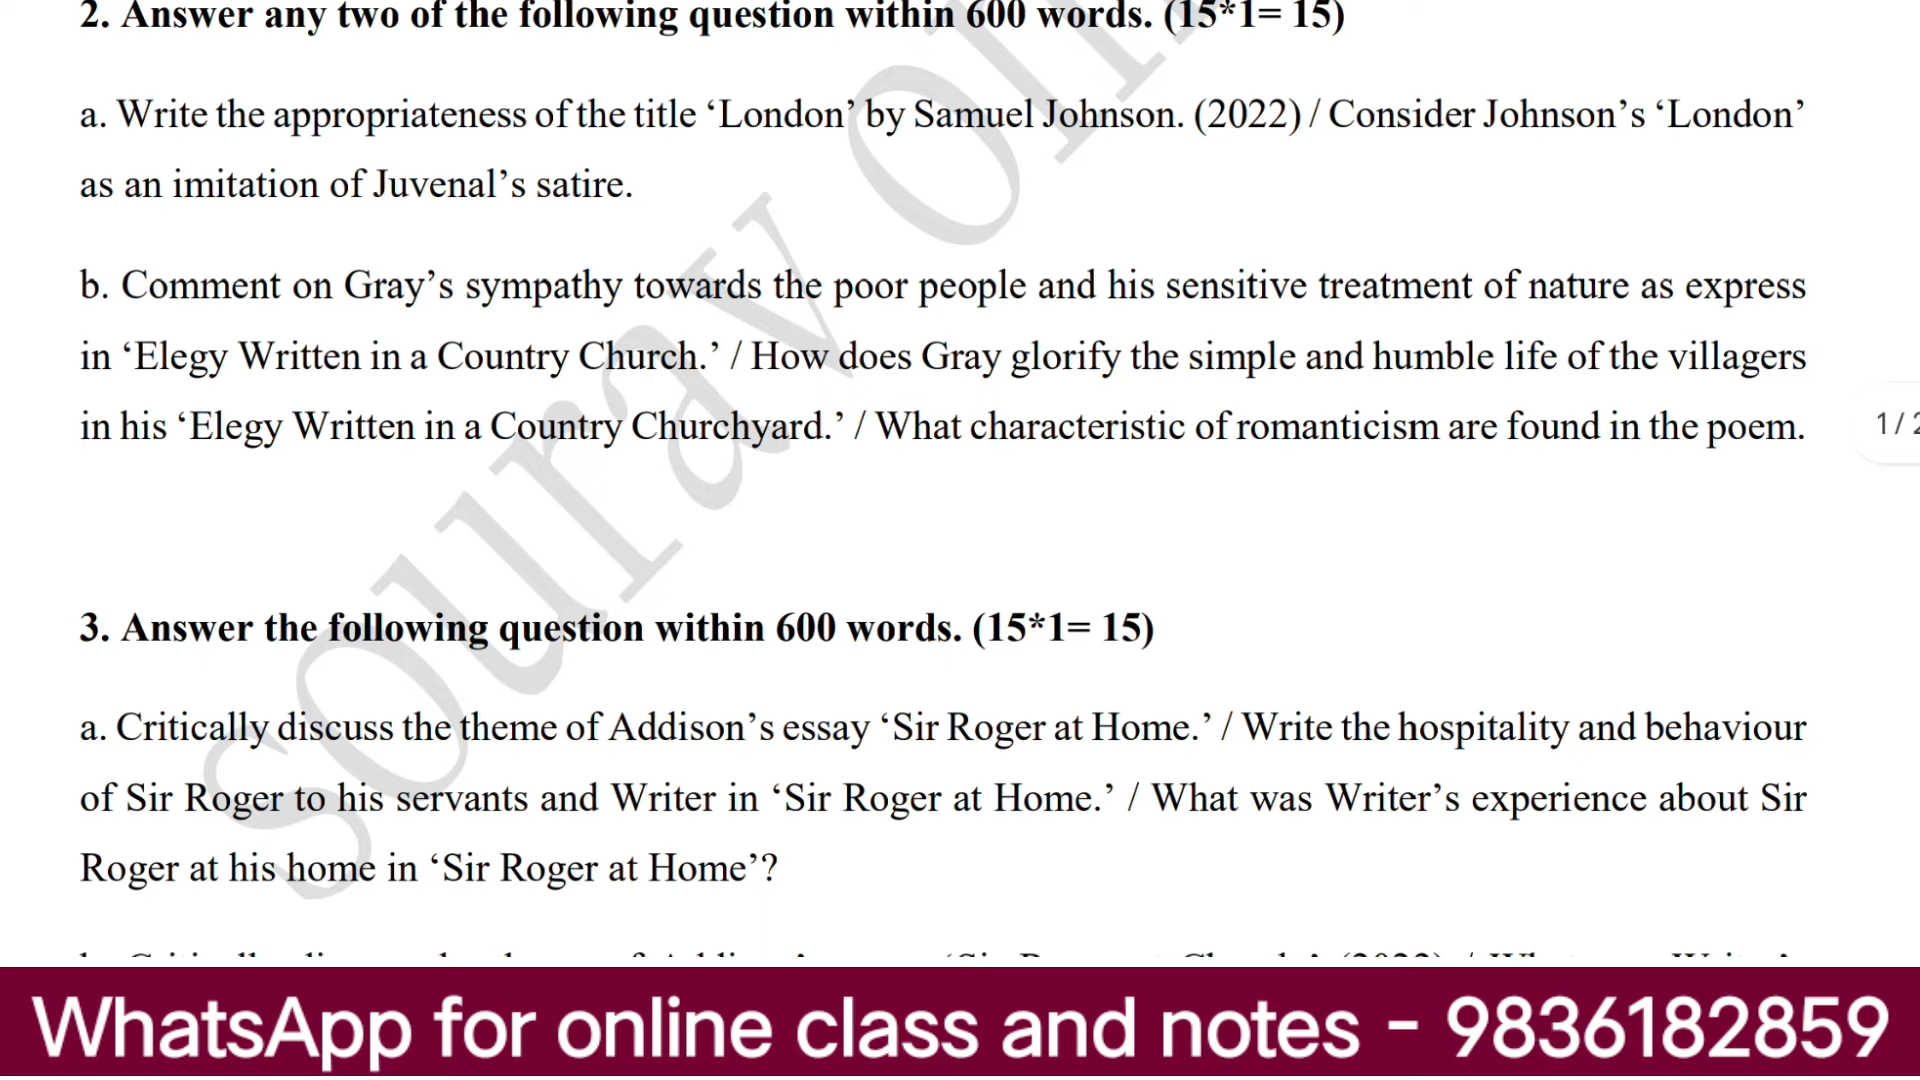 2. Answer any two of the following question within 600 words. (15*1= 15)
a. Write the appropriateness of the title ‘London’ by Samuel Johnson. (2022) / Consider Johnson’s ‘London’
as an imitation of Juvenal’s satire.
b. Comment on Gray’s sympathy towards the poor people and his sensitive treatment of nature as express
in ‘Elegy Written in a Country Church.’ / How does Gray glorify the simple and humble life of the villagers
in his ‘Elegy Written in a Country Churchyard.’ / What characteristic of romanticism are found in the poem.
1/2
3. Answer the following question within 600 words. (15*1= 15)
a. Critically discuss the theme of Addison’s essay ‘Sir Roger at Home.’ / Write the hospitality and behaviour
of Sir Roger to his servants and Writer in ‘Sir Roger at Home.’ / What was Writer’s experience about Sir
Roger at his home in ‘Sir Roger at Home’?
sourav
WhatsApp for online class and notes - 9836182859